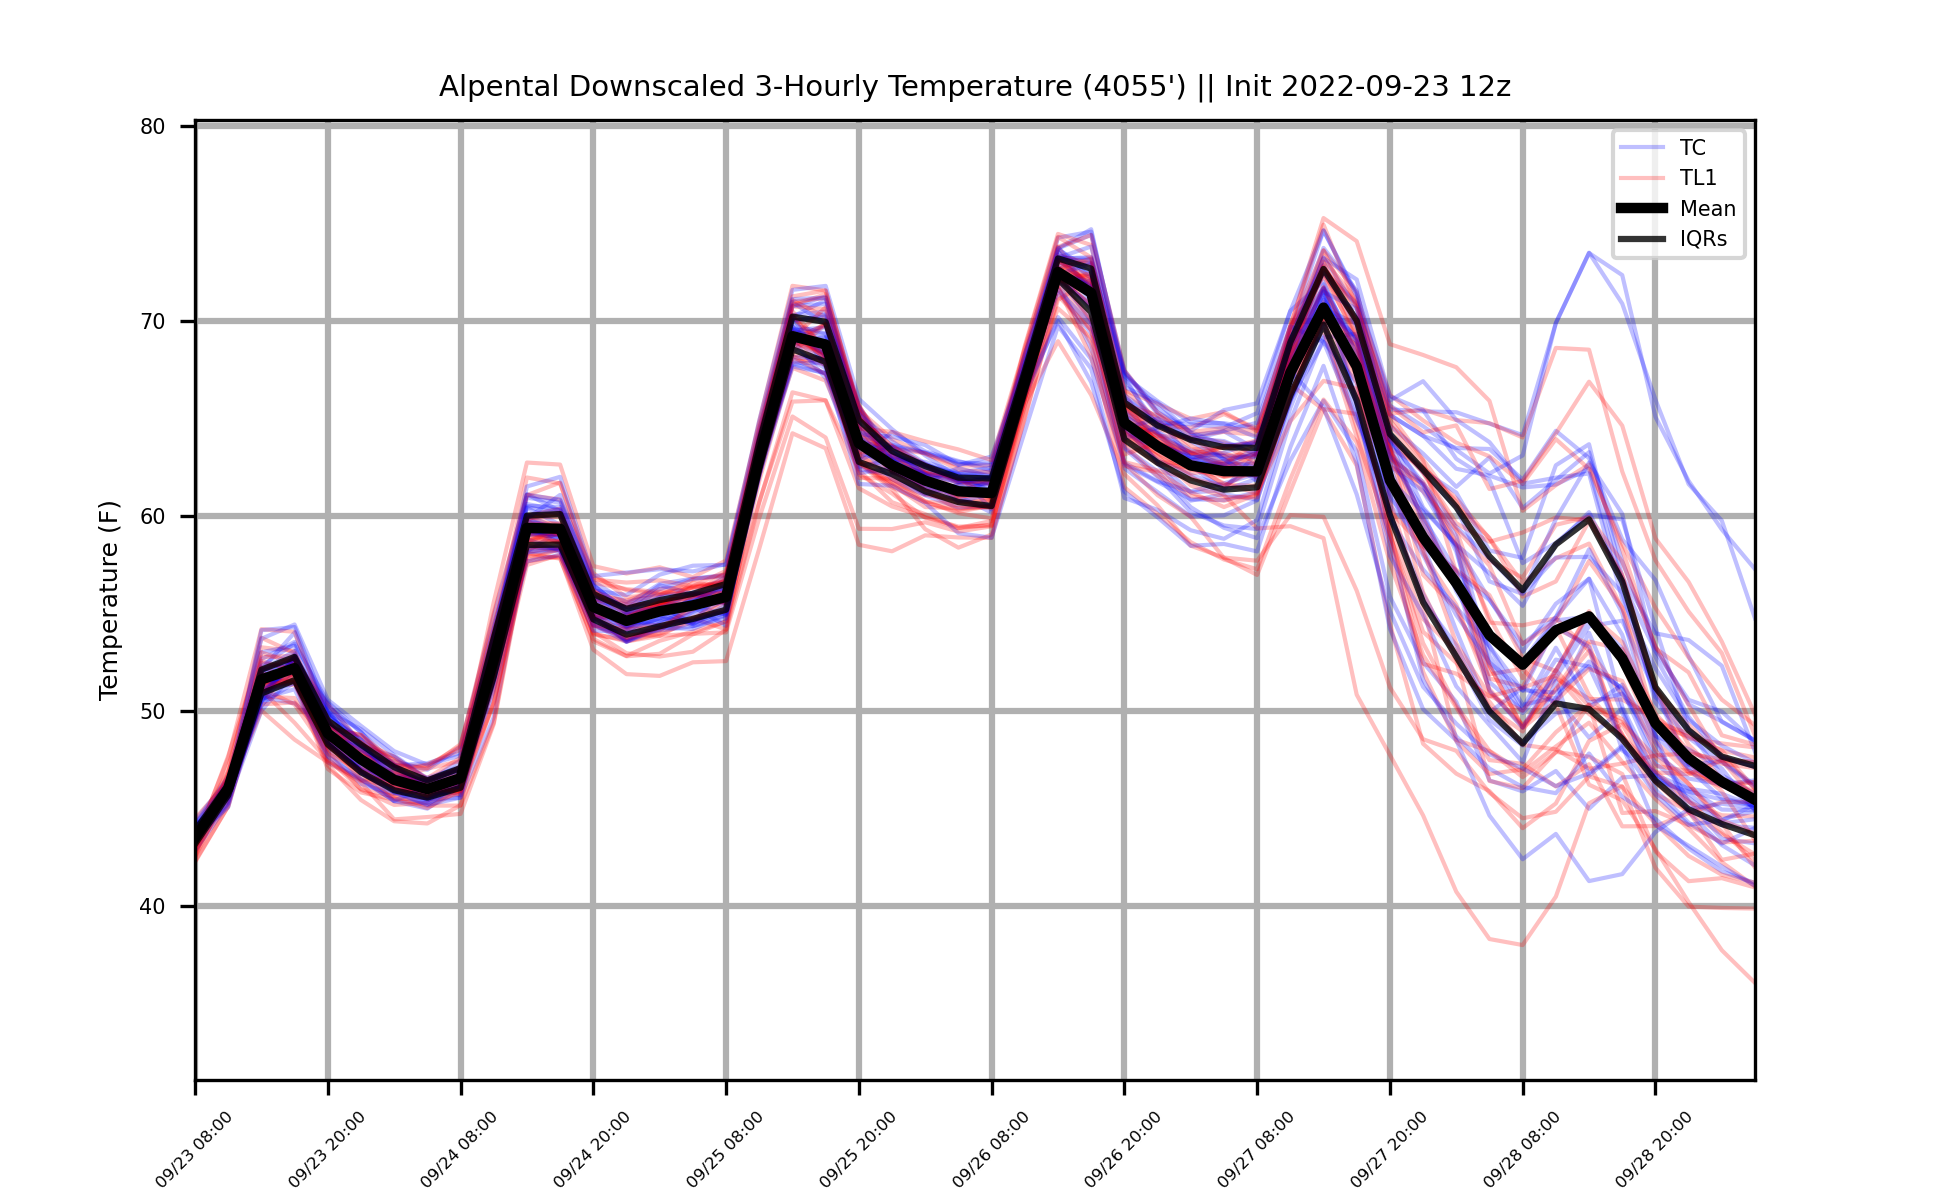 Alpental Downscaled 3-Hourly Temperature (4055') || Init 2022-09-23 12z
TC
TL1
Mean
IQRs
Temperature (F)
80
70
60
50
40
09/23 08:00
09/23 20:00
09/24 08:00
09/24 20:00
09/25 08:00
09/25 20:00
09/26 08:00
09/26 20:00
09/27 08:00
09/27 20:00
09/28 08:00
09/28 20:00